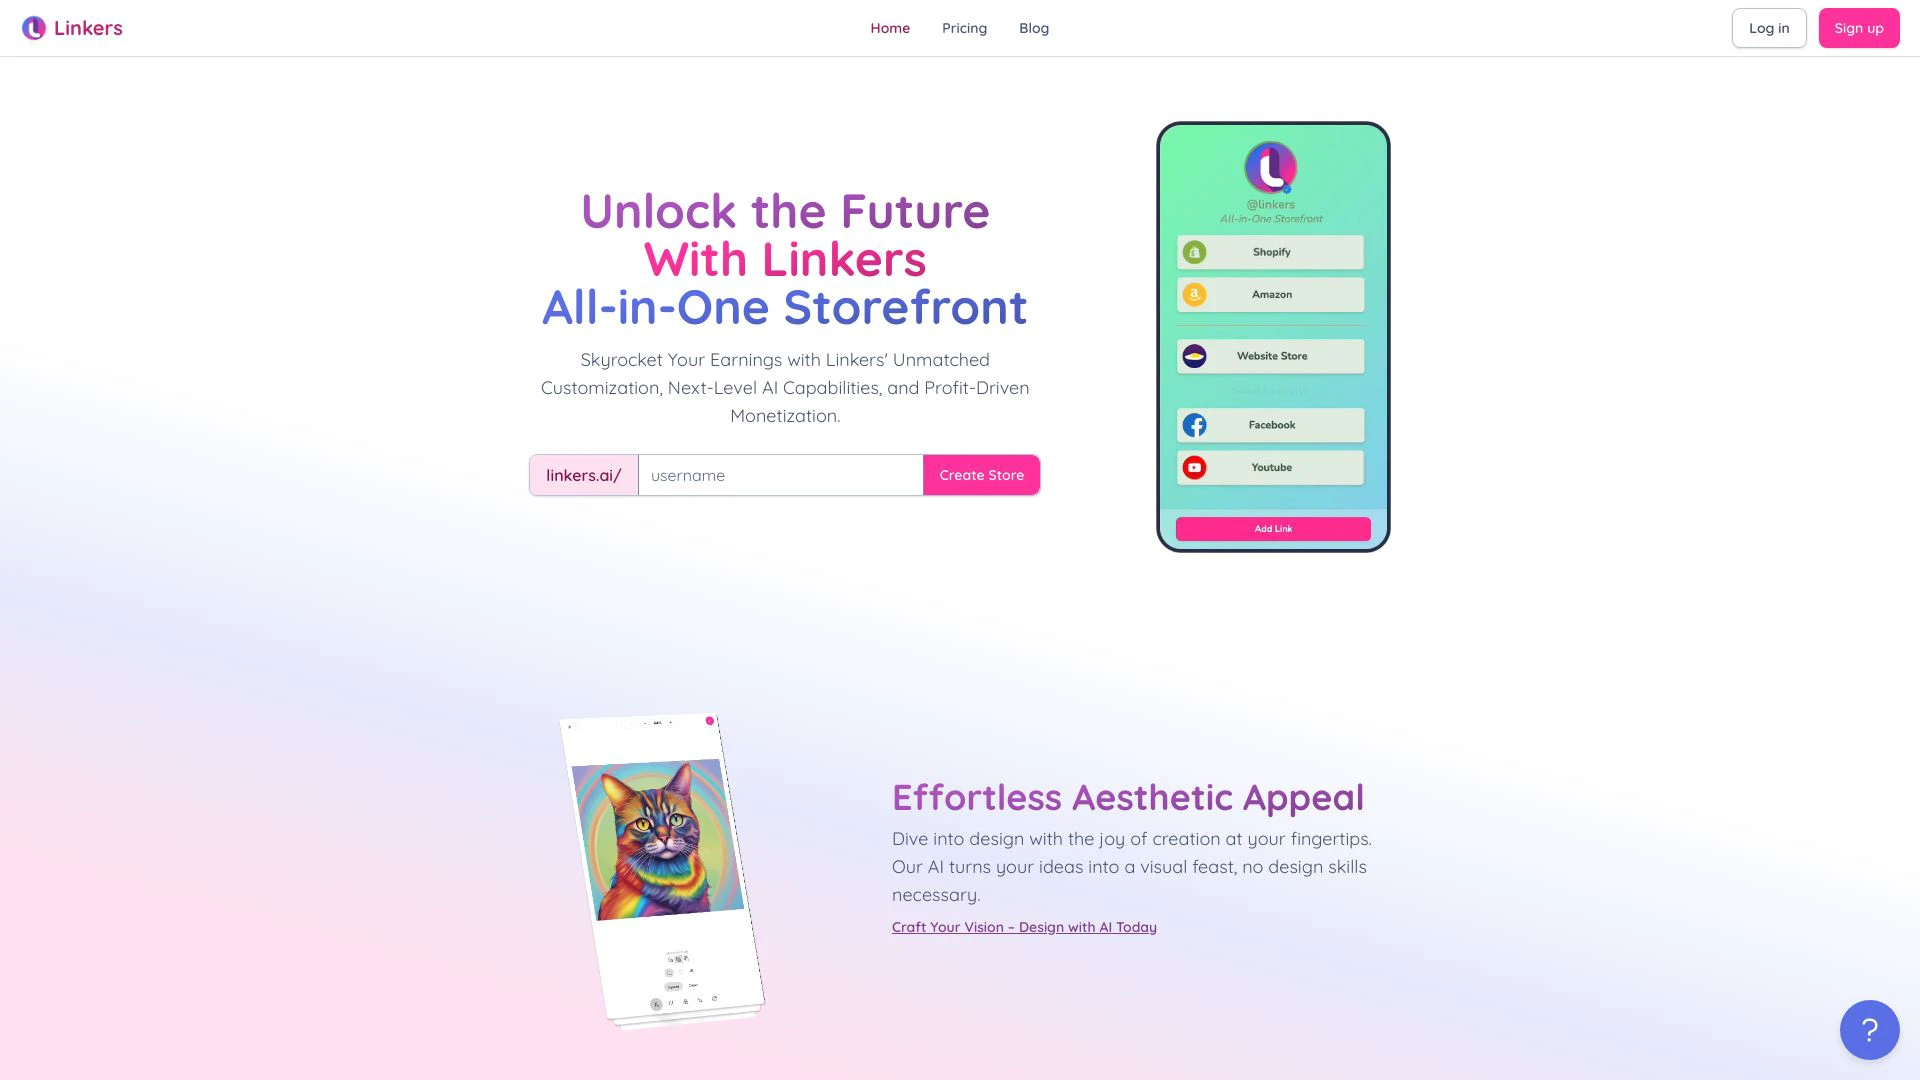 Linkers
Home
Pricing
Blog
Log in
Sign up
Unlock the Future
With Linkers
All-in-One Storefront
Skyrocket Your Earnings with Linkers' Unmatched
Customization, Next-Level AI Capabilities, and Profit-Driven
Monetization.
linkers.ai/
username
Create Store
@linkers
All-in-One Storefront
Shopify
Amazon
Website Store
Facebook
Youtube
Add Link
Effortless Aesthetic Appeal
Dive into design with the joy of creation at your fingertips.
Our AI turns your ideas into a visual feast, no design skills
necessary.
Craft Your Vision – Design with AI Today
?